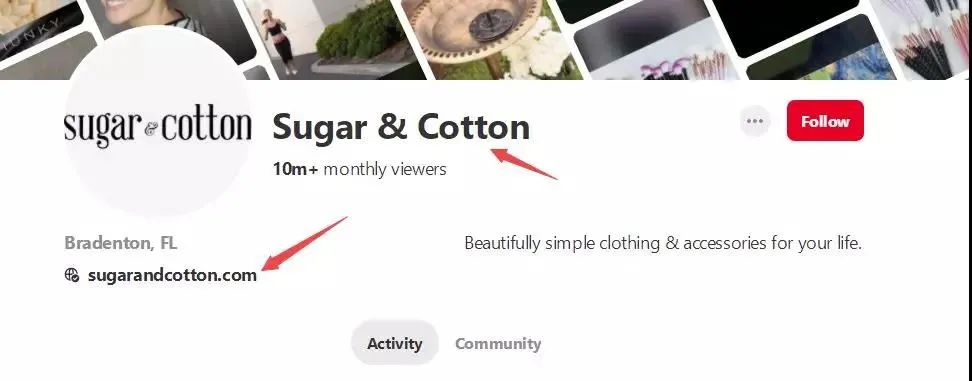 sugar & cotton
Sugar & Cotton
Follow
10m+ monthly viewers
Bradenton, FL
Beautifully simple clothing & accessories for your life.
sugarandcotton.com
Activity
Community